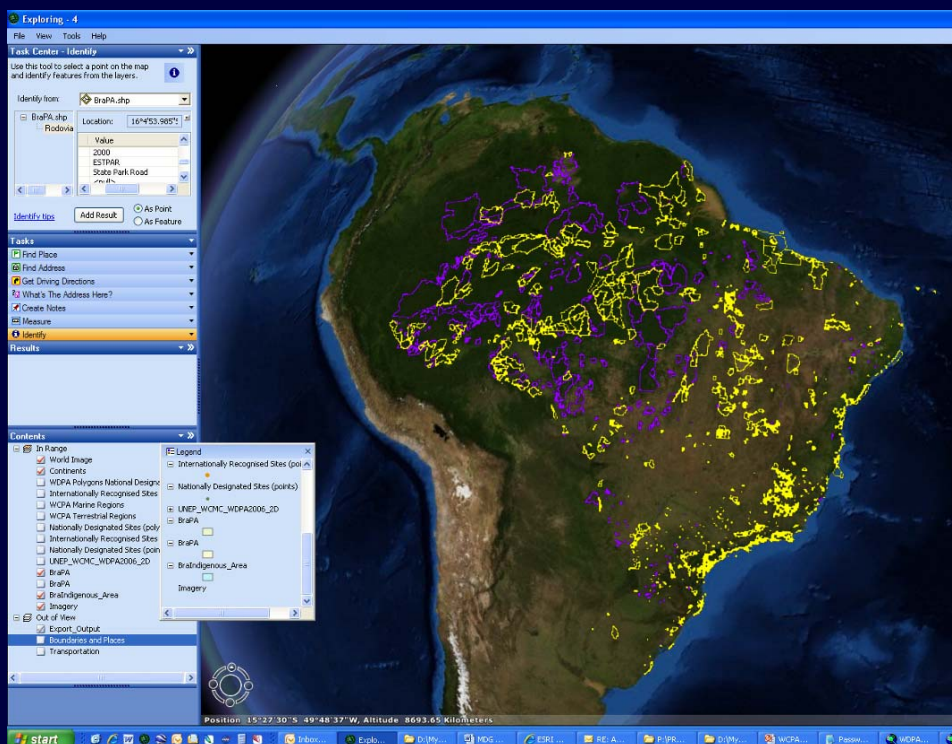 Exploring - 4
File View Tools Help
Task Center - Identify
Use this tool to select a point on the map
and identify features from the layers.
Identify from: BraPA.shp
BraPA.shp
Rodovia
Location: 16°4'53.985"S
Value
2000
ESTPAR
State Park Road
<null>
Identify tips
Add Result
As Point
As Feature
Tasks
Find Place
Find Address
Get Driving Directions
What's The Address Here?
Create Notes
Measure
Identify
Results
Contents
In Range
World Image
Continents
WDPA Polygons National Designa
Internationally Recognised Sites
WCPA Marine Regions
WCPA Terrestrial Regions
Nationally Designated Sites (poly
Internationally Recognised Sites
Nationally Designated Sites (poin
UNEP_WCMC_WDPA2006_2D
BraPA
BraPA
BraIndigenous_Area
Imagery
Out of View
Export_Output
Boundaries and Places
Transportation
Legend
Internationally Recognised Sites (poi
Nationally Designated Sites (points)
UNEP_WCMC_WDPA2006_2D
BraPA
BraPA
BraIndigenous_Area
Imagery
Position 15°27'30"S 49°48'37"W, Altitude 8693.65 Kilometers
start
Inbox...
Explo...
D:\My...
MDG ...
ESRI ...
RE: A...
P:\PR...
D:\My...
WCPA...
Passw...
WDPA...